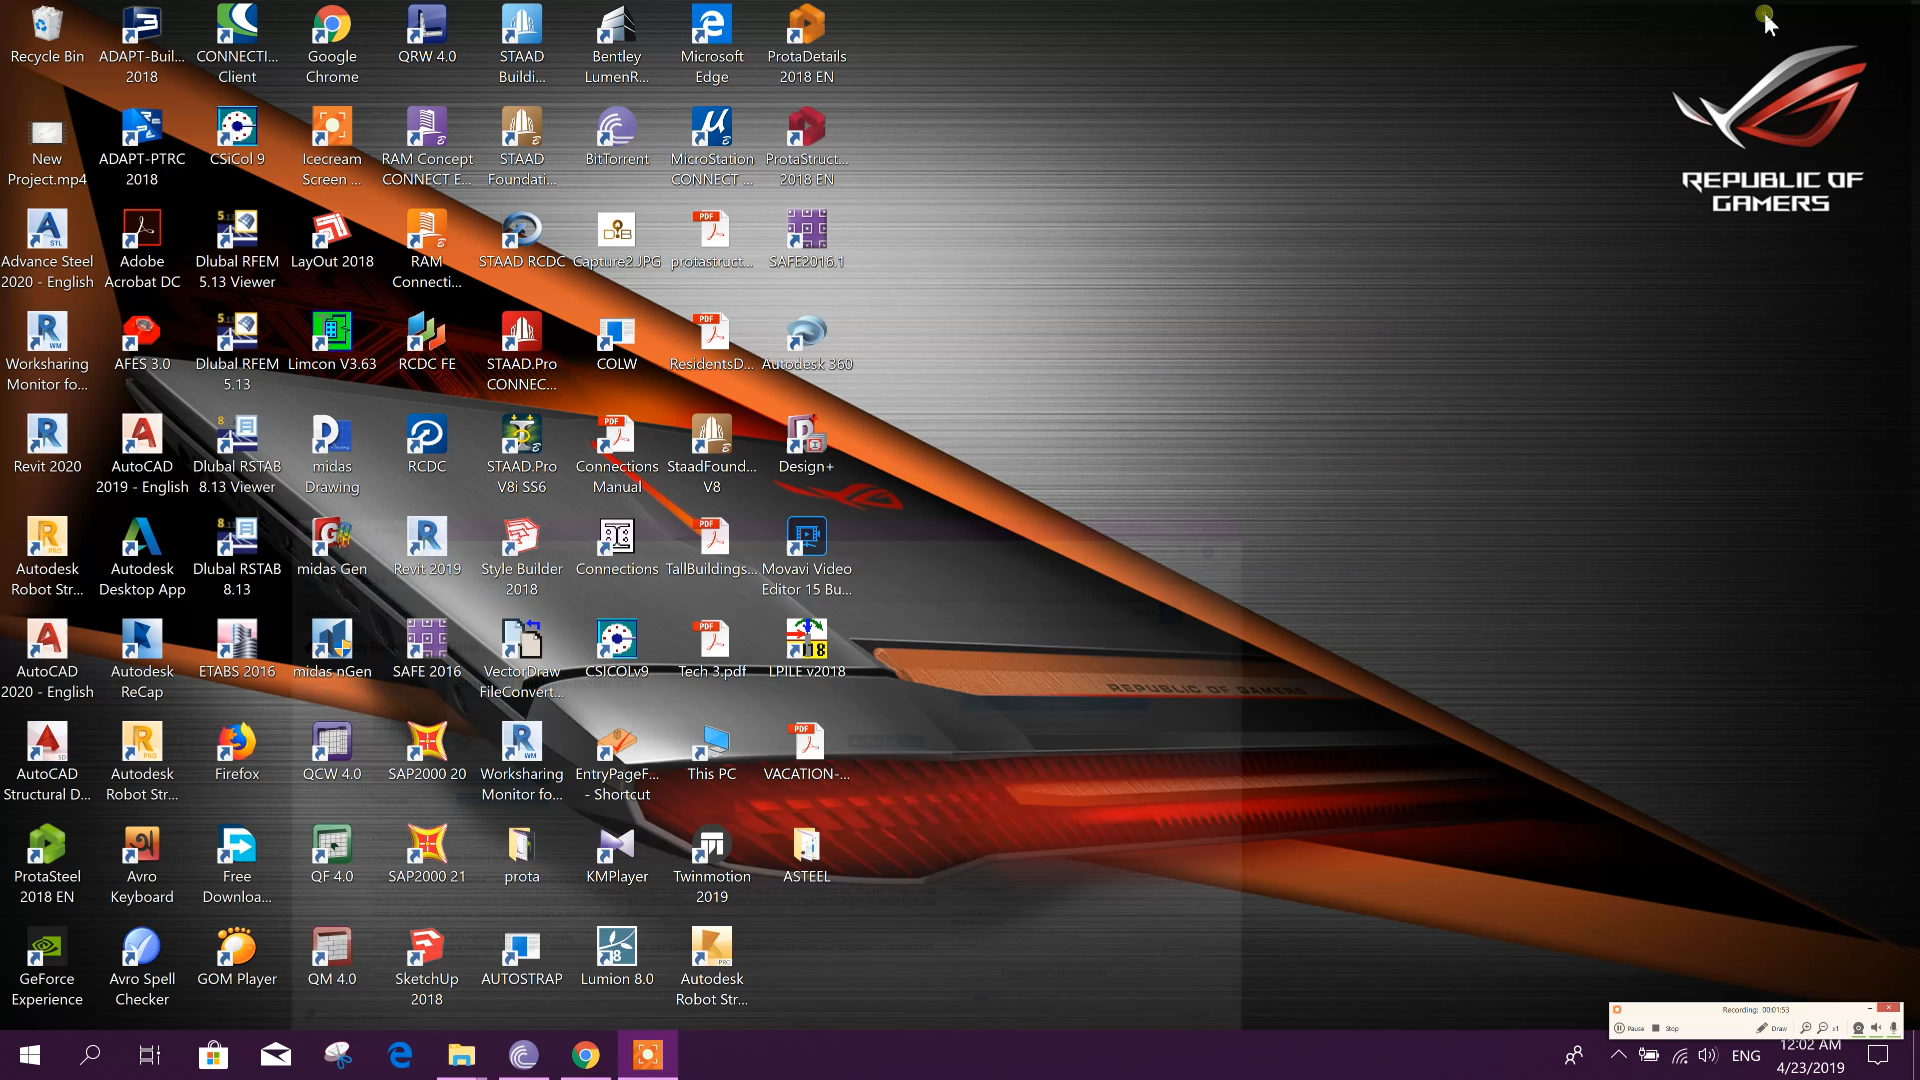 Recycle Bin
ADAPT-Buil...
2018
CONNECTI...
Client
Google
Chrome
QRW 4.0
STAAD
Buildi...
Bentley
LumenR...
Microsoft
Edge
ProtaDetails
2018 EN
New
Project.mp4
ADAPT-PTRC
2018
CSiCol 9
Icecream
Screen ...
RAM Concept
CONNECT E...
STAAD
Foundati...
BitTorrent
MicroStation
CONNECT ...
ProtaStruct...
2018 EN
Advance Steel
2020 - English
Adobe
Acrobat DC
Dlubal RFEM
5.13 Viewer
LayOut 2018
RAM
Connecti...
STAAD RCDC
Capture2.JPG
protastruct...
SAFE2016.1
Worksharing
Monitor fo...
AFES 3.0
Dlubal RFEM
5.13
Limcon V3.63
RCDC FE
STAAD.Pro
CONNEC...
COLW
ResidentsD...
Autodesk 360
Revit 2020
AutoCAD
2019 - English
Dlubal RSTAB
8.13 Viewer
midas
Drawing
RCDC
STAAD.Pro
V8i SS6
Connections
Manual
StaadFound...
V8
Design+
Autodesk
Robot Str...
Autodesk
Desktop App
Dlubal RSTAB
8.13
midas Gen
Revit 2019
Style Builder
2018
Connections
TallBuildings...
Movavi Video
Editor 15 Bu...
AutoCAD
2020 - English
Autodesk
ReCap
ETABS 2016
midas nGen
SAFE 2016
VectorDraw
FileConvert...
CSICOLv9
Tech 3.pdf
LPILE v2018
AutoCAD
Structural D...
Autodesk
Robot Str...
Firefox
QCW 4.0
SAP2000 20
Worksharing
Monitor fo...
EntryPageF...
- Shortcut
This PC
VACATION-...
ProtaSteel
2018 EN
Avro
Keyboard
Free
Downloa...
QF 4.0
SAP2000 21
prota
KMPlayer
Twinmotion
2019
ASTEEL
GeForce
Experience
Avro Spell
Checker
GOM Player
QM 4.0
SketchUp
2018
AUTOSTRAP
Lumion 8.0
Autodesk
Robot Str...
REPUBLIC OF
GAMERS
REPUBLIC OF GAMERS
Recording: 00:01:53
Pause Stop Draw x1
ENG
12:02 AM
4/23/2019